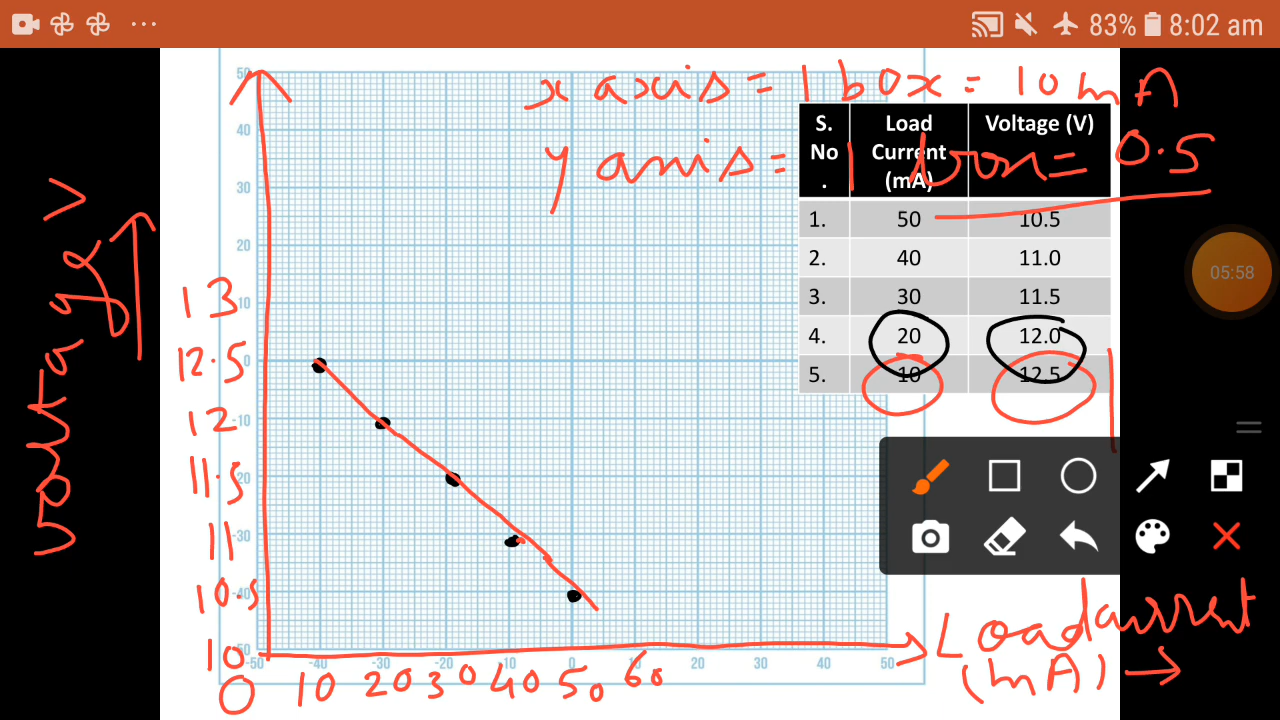 83% 8:02 am
x axis = 1 box = 10 mA
y axis = 1 box = 0.5
S. No . Load Current (mA) Voltage (V)
1. 50 10.5
2. 40 11.0
3. 30 11.5
4. 20 12.0
5. 10 12.5
05:58
voltage V
50
40
30
20
10
0
-10
-20
-30
-40
-50
13
12.5
12
11.5
11
10.5
10
-50 -40 -30 -20 -10 0 10 20 30 40 50
0 10 20 30 40 50 60
Load current
(mA)